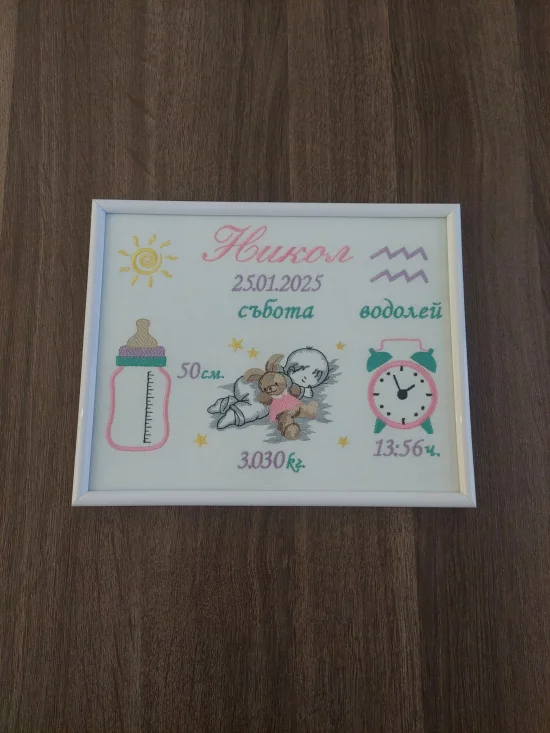 Никол
25.01.2025
събота
водолей
50см.
3.030кг.
13:56ч.